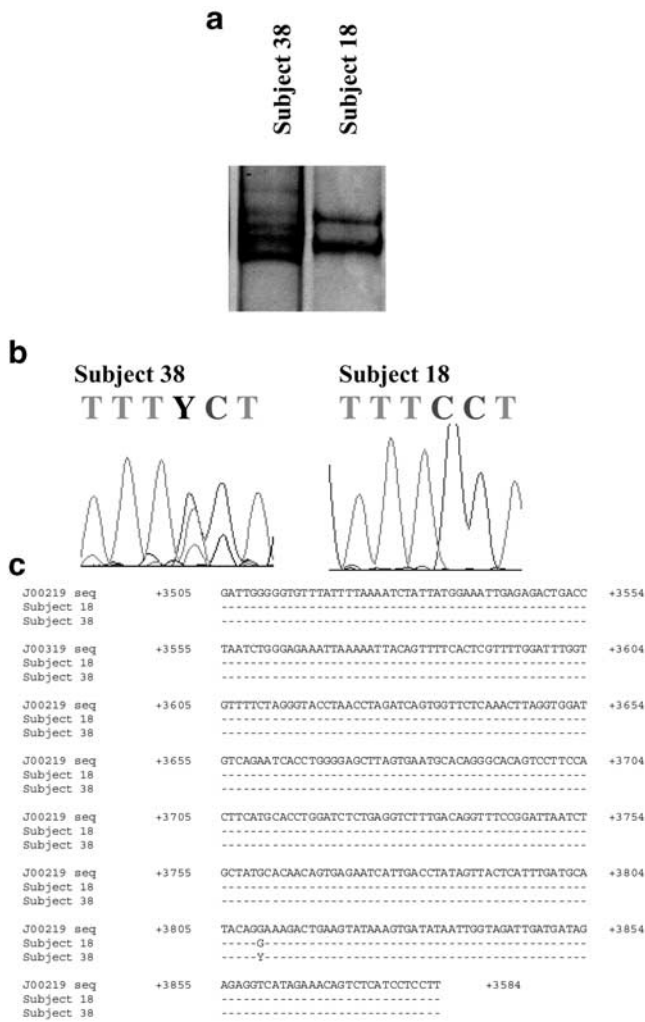 a
Subject 38
Subject 18
b
Subject 38
T T T Y C T
Subject 18
T T T C C T
c
J00219 seq +3505 GATTGGGGGTGTTTATTTTAAAATCTATTATGGAAATTGAGAGACTGACC +3554
Subject 18 --------------------------------------------------
Subject 38 --------------------------------------------------
J00319 seq +3555 TAATCTGGGAGAAATTAAAAATTACAGTTTTCACTCGTTTTGGATTTGGT +3604
Subject 18 --------------------------------------------------
Subject 38 --------------------------------------------------
J00219 seq +3605 GTTTTCTAGGGTACCTAACCTAGATCAGTGGTTCTCAAACTTAGGTGGAT +3654
Subject 18 --------------------------------------------------
Subject 38 --------------------------------------------------
J00219 seq +3655 GTCAGAATCACCTGGGGAGCTTAGTGAATGCACAGGGCACAGTCCTTCCA +3704
Subject 18 --------------------------------------------------
Subject 38 --------------------------------------------------
J00219 seq +3705 CTTCATGCACCTGGATCTCTGAGGTCTTTGACAGGTTTCCGGATTAATCT +3754
Subject 18 --------------------------------------------------
Subject 38 --------------------------------------------------
J00219 seq +3755 GCTATGCACAACAGTGAGAATCATTGACCTATAGTTACTCATTTGATGCA +3804
Subject 18 --------------------------------------------------
Subject 38 --------------------------------------------------
J00219 seq +3805 TACAGGAAAGACTGAAGTATAAAGTGATATAATTGGTAGATTGATGATAG +3854
Subject 18 -----G--------------------------------------------
Subject 38 -----Y--------------------------------------------
J00219 seq +3855 AGAGGTCATAGAAACAGTCTCATCCTCCTT +3584
Subject 18 ------------------------------
Subject 38 ------------------------------